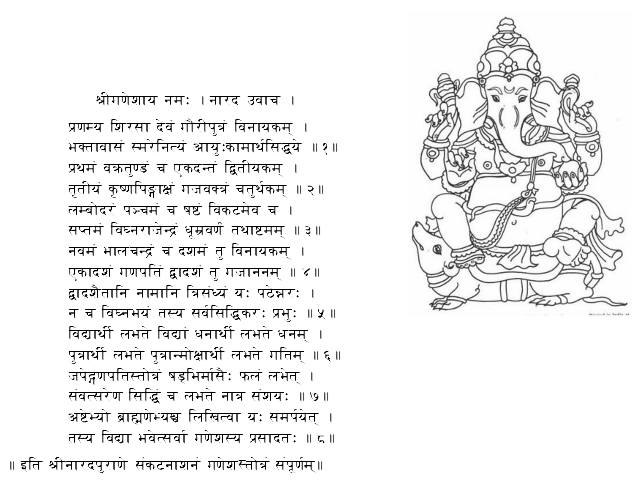 श्रीगणेशाय नमः । नारद उवाच ।
प्रणम्य शिरसा देवं गौरीपुत्रं विनायकम् ।
भक्तावासं स्मरेनित्यं आयुःकामार्थसिद्धये ॥१॥
प्रथमं वक्रतुण्डं च एकदन्तं द्वितीयकम् ।
तृतीयं कृष्णपिङ्गाक्षं गजवक्त्रं चतुर्थकम् ॥२॥
लम्बोदरं पञ्चमं च षष्ठं विकटमेव च ।
सप्तमं विघ्नराजेन्द्रं धूम्रवर्णं तथाष्टमम् ॥३॥
नवमं भालचन्द्रं च दशमं तु विनायकम् ।
एकादशं गणपतिं द्वादशं तु गजाननम् ॥४॥
द्वादशैतानि नामानि त्रिसंध्यं यः पठेन्नरः ।
न च विघ्नभयं तस्य सर्वसिद्धिकरः प्रभुः ॥५॥
विद्यार्थी लभते विद्यां धनार्थी लभते धनम् ।
पुत्रार्थी लभते पुत्रान्मोक्षार्थी लभते गतिम् ॥६॥
जपेद्गणपतिस्तोत्रं षड्भिर्मासैः फलं लभेत् ।
संवत्सरेण सिद्धिं च लभते नात्र संशयः ॥७॥
अष्टेभ्यो ब्राह्मणेभ्यश्च लिखित्वा यः समर्पयेत् ।
तस्य विद्या भवेत्सर्वा गणेशस्य प्रसादतः ॥८॥
॥ इति श्रीनारदपुराणे संकटनाशनं गणेशस्तोत्रं संपूर्णम्॥